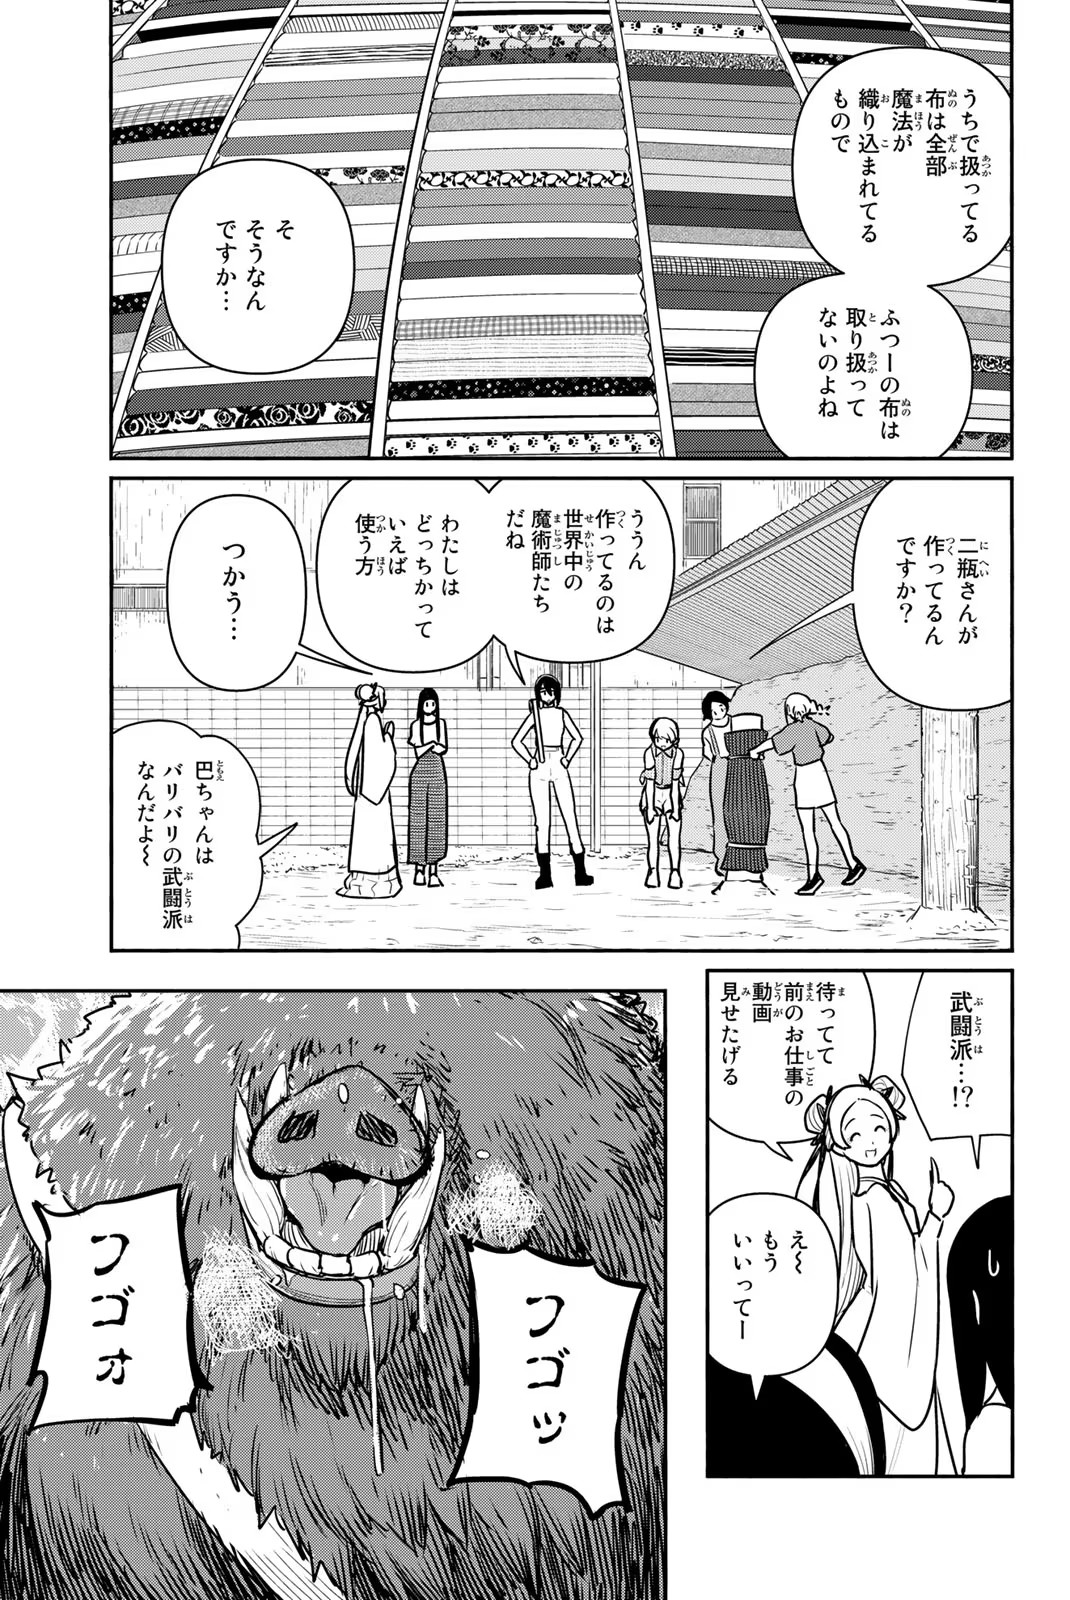 うちで扱ってる
布は全部
魔法が
織り込まれてる
もので
ふつーの布は
取り扱って
ないのよね
そ
そうなん
ですか…
二瓶さんが
作ってるん
ですか?
ううん
作ってるのは
世界中の
魔術師たち
だね
わたしは
どっちかって
いえば
使う方
つかう…
巴ちゃんは
バリバリの武闘派
なんだよ〜
武闘派…!?
待ってて
前のお仕事の
動画
見せたげる
え〜
もう
いいってー
フゴッ
フゴォ